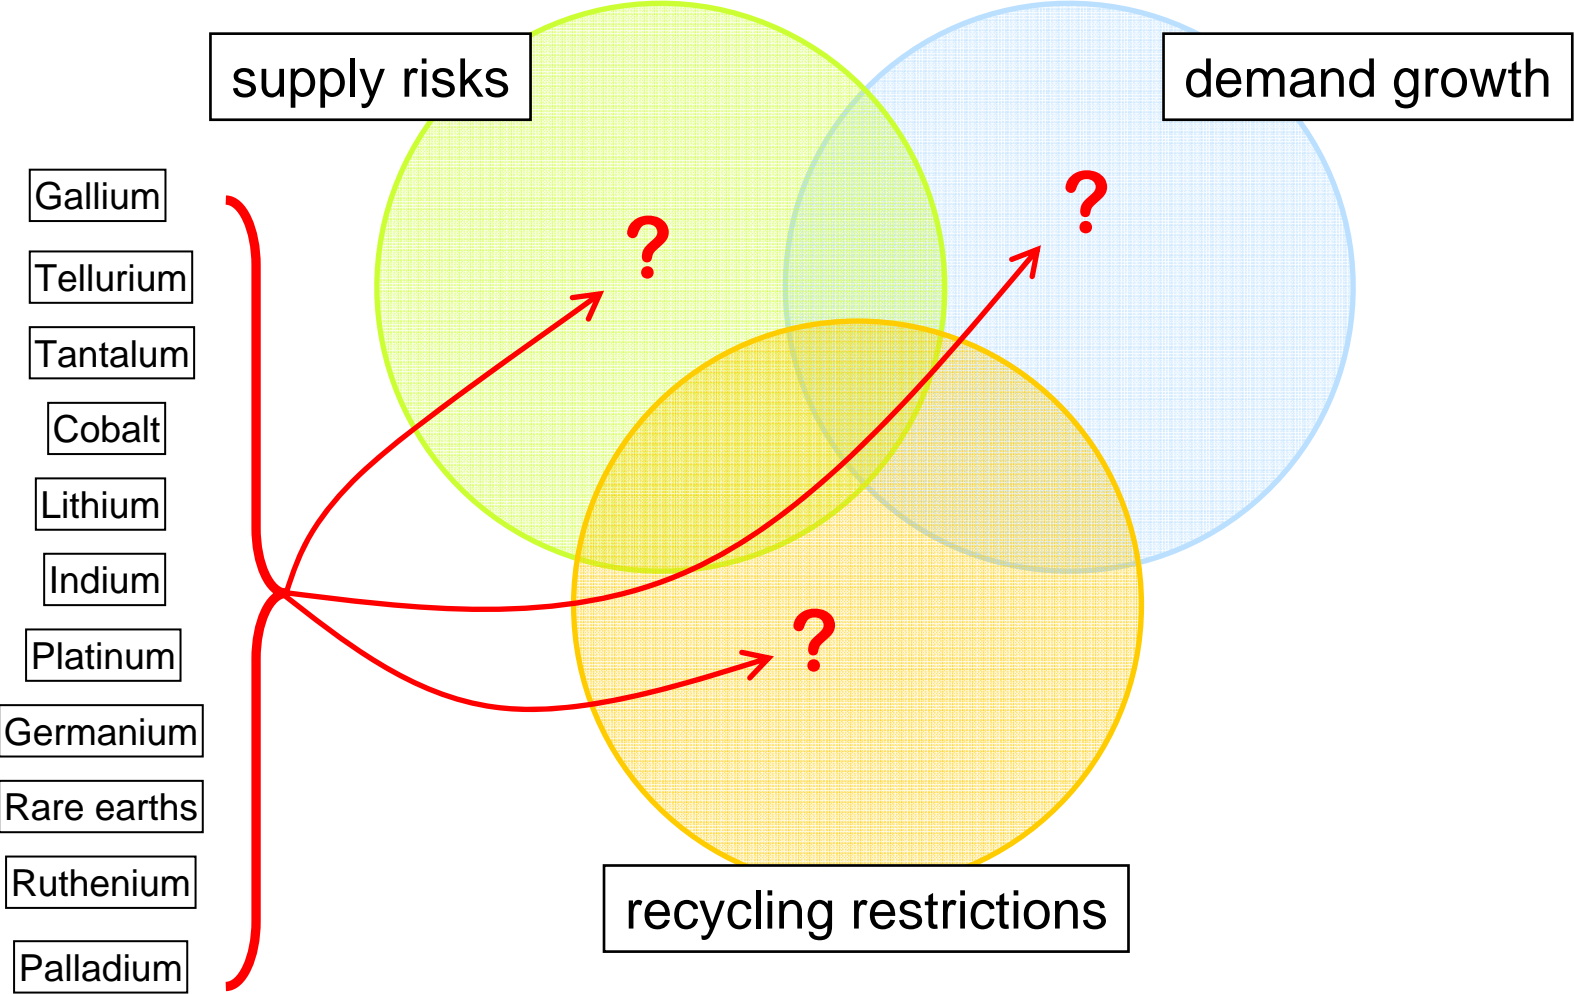 supply risks
demand growth
Gallium
Tellurium
Tantalum
Cobalt
Lithium
Indium
Platinum
Germanium
Rare earths
Ruthenium
Palladium
?
?
?
recycling restrictions